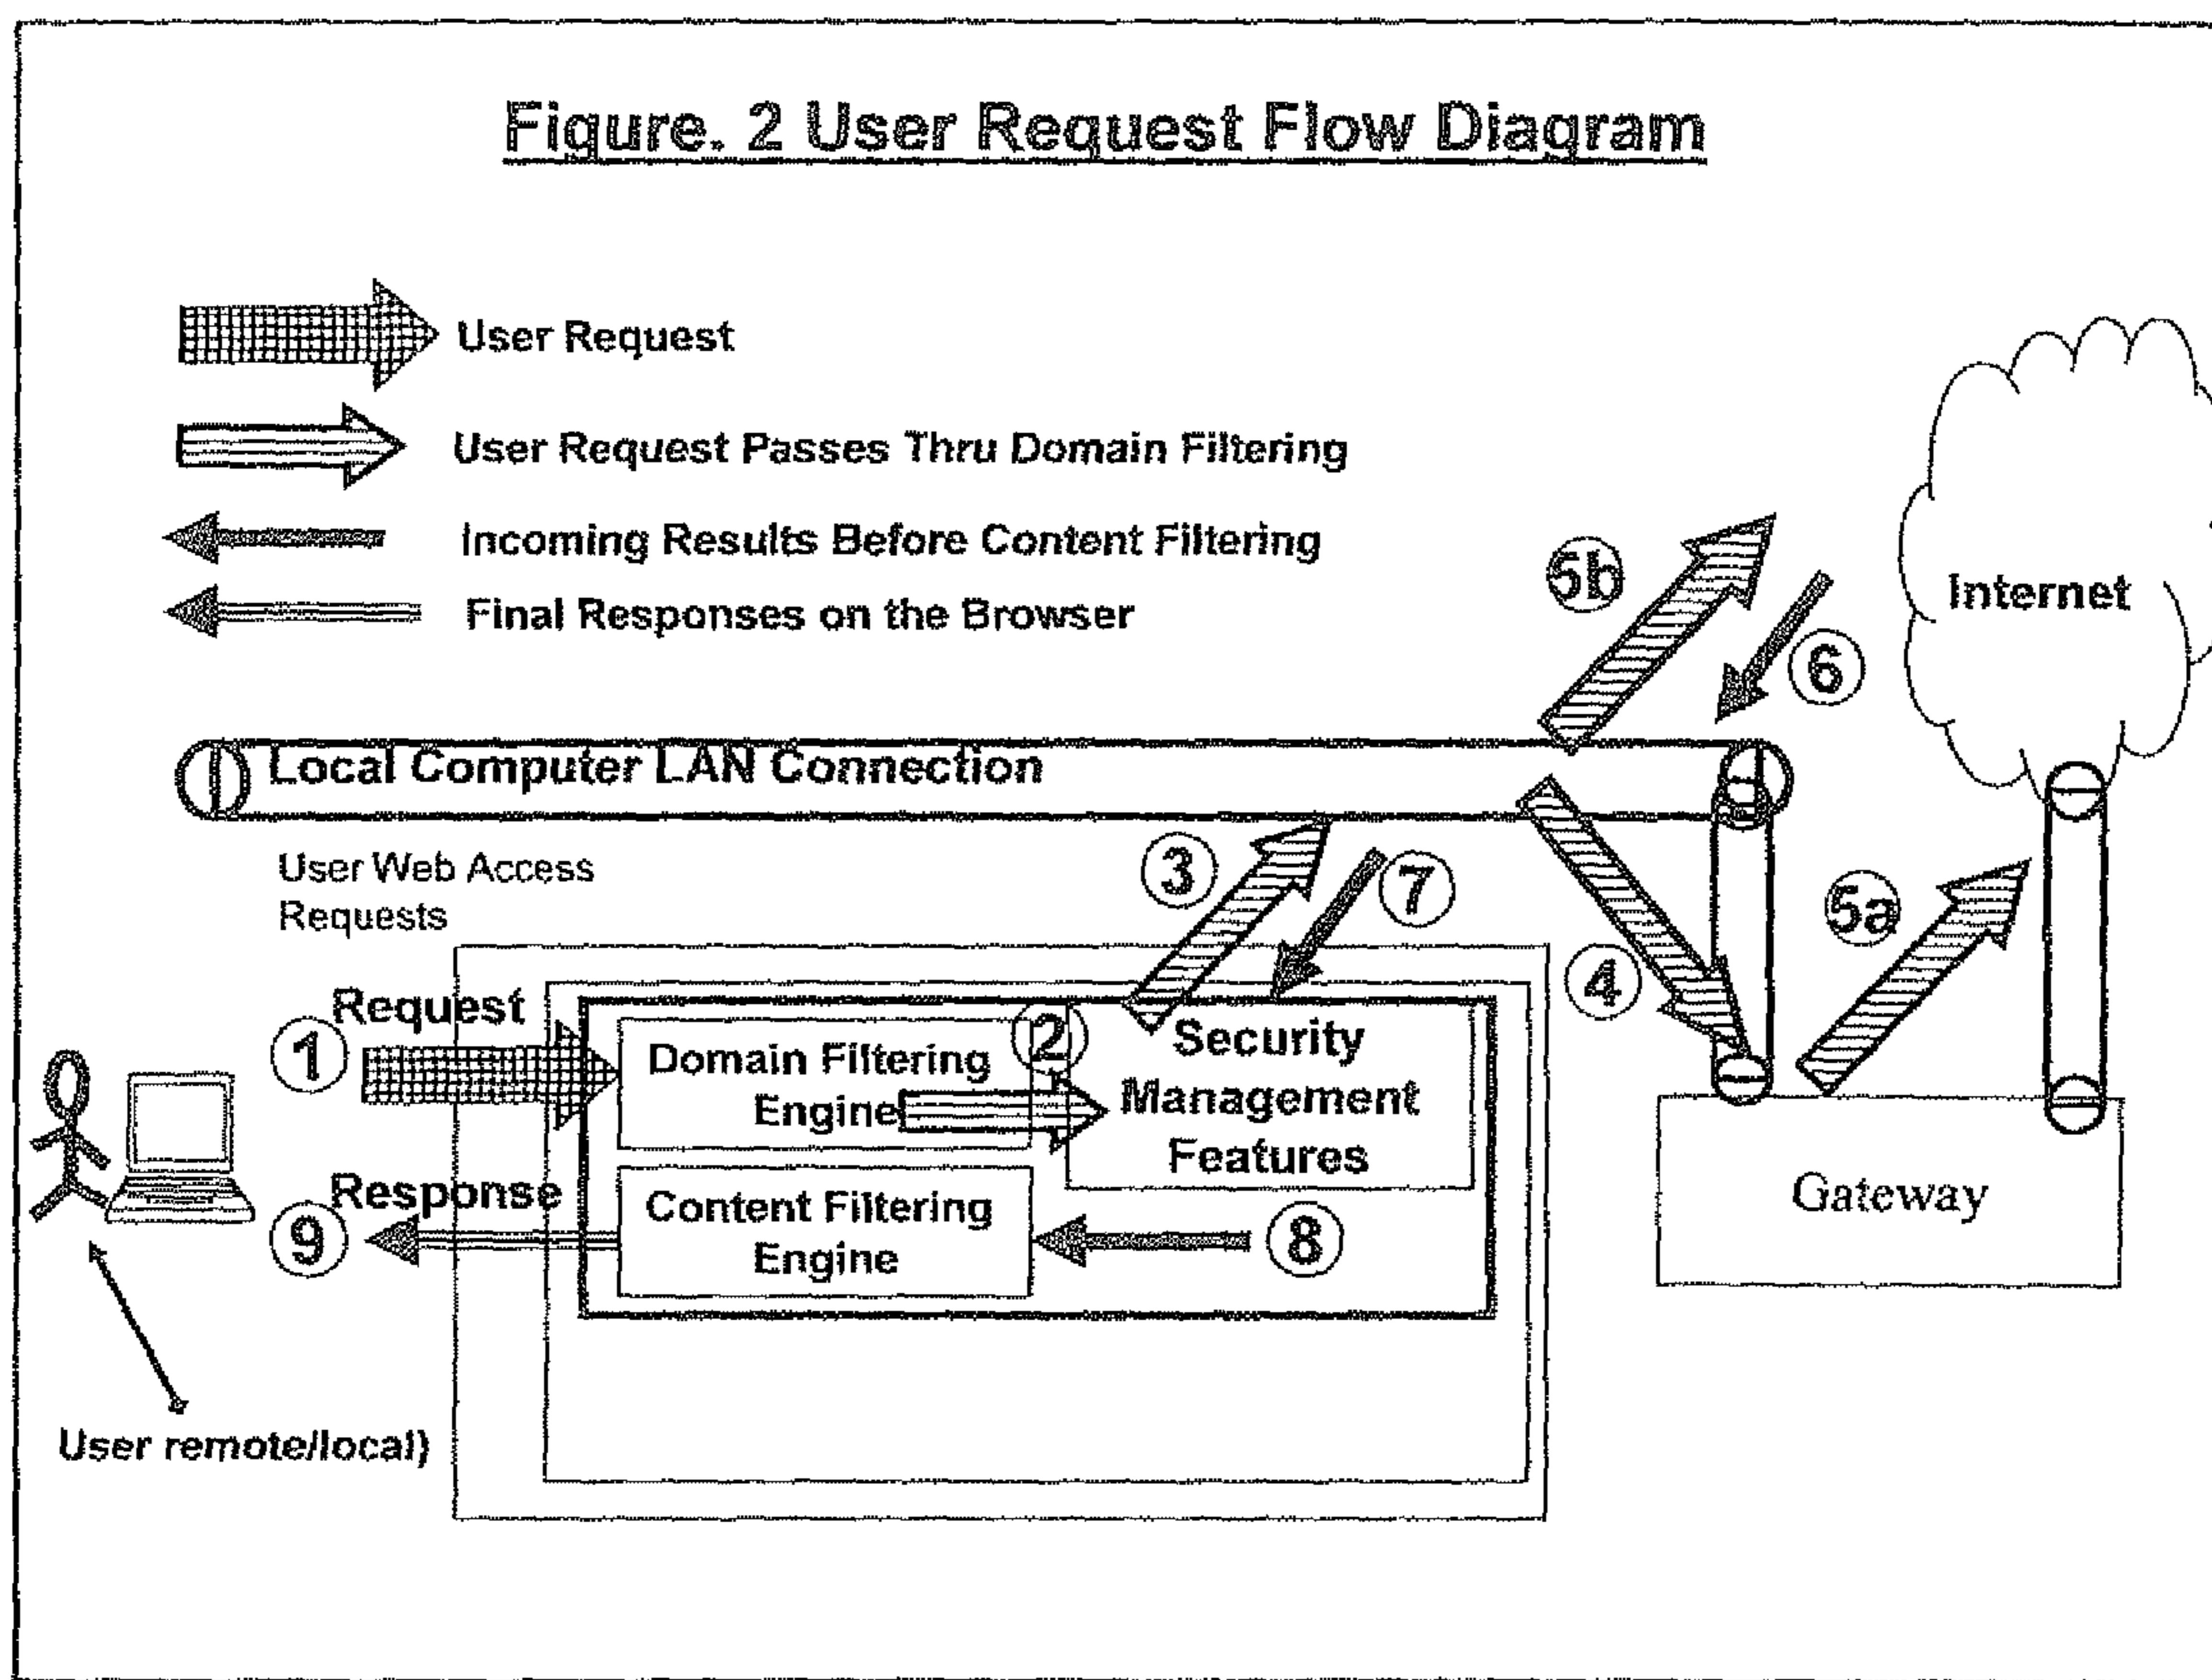 Figure. 2 User Request Flow Diagram
User Request
User Request Passes Thru Domain Filtering
Incoming Results Before Content Filtering
Final Responses on the Browser
5b
Internet
6
Local Computer LAN Connection
User Web Access
Requests
3
7
5a
4
Request
1
2
Domain Filtering
Engine
Security
Management
Features
Response
9
Content Filtering
Engine
8
Gateway
User remote/local)